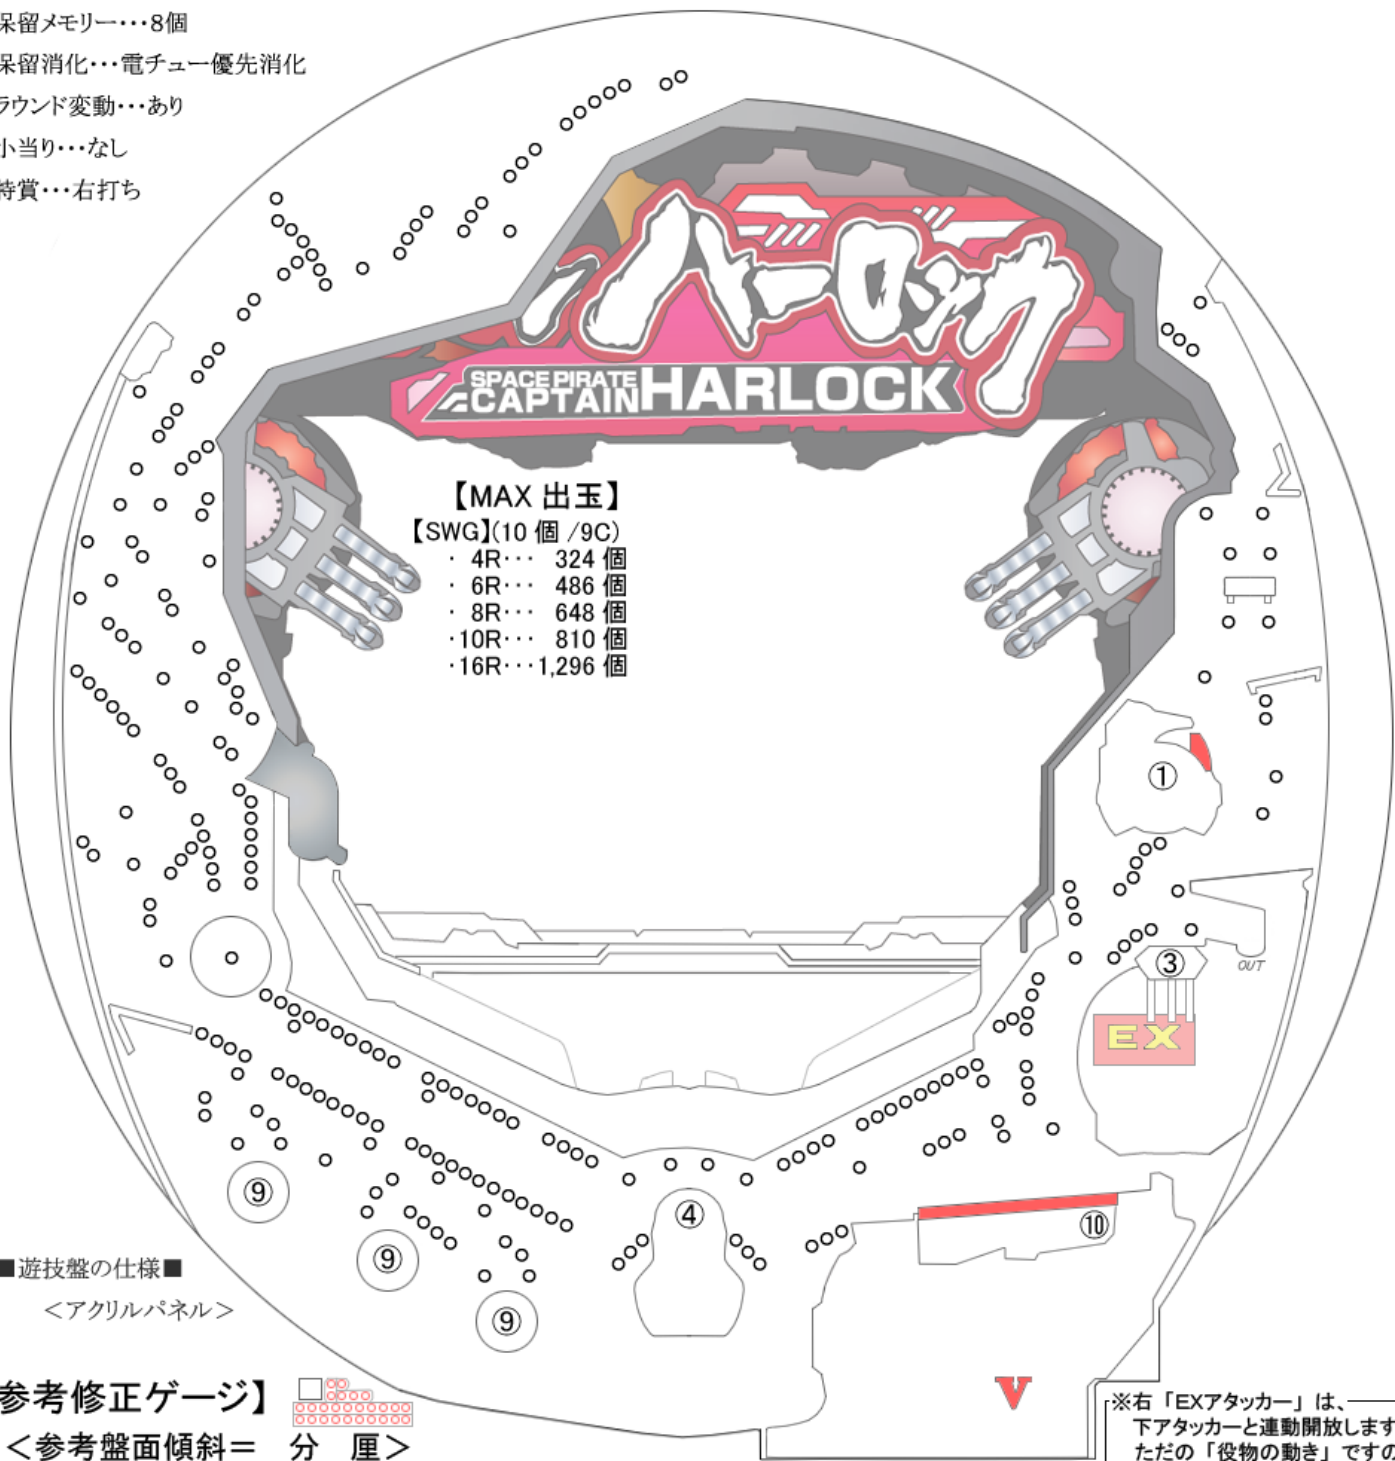 保留メモリー･･･8個
保留消化･･･電チュー優先消化
ラウンド変動･･･あり
小当り･･･なし
特賞･･･右打ち
ハーロック
SPACE PIRATE
CAPTAIN HARLOCK
【MAX 出玉】
【SWG】(10 個 /9C)
・ 4R･･･ 324 個
・ 6R･･･ 486 個
・ 8R･･･ 648 個
・10R･･･ 810 個
・16R･･･1,296 個
①
③
OUT
EX
④
⑨
⑨
⑨
⑩
■遊技盤の仕様■
＜アクリルパネル＞
V
参考修正ゲージ】
＜参考盤面傾斜＝ 分 厘＞
※右「EXアタッカー」は、
下アタッカーと連動開放します
ただの「役物の動き」ですの